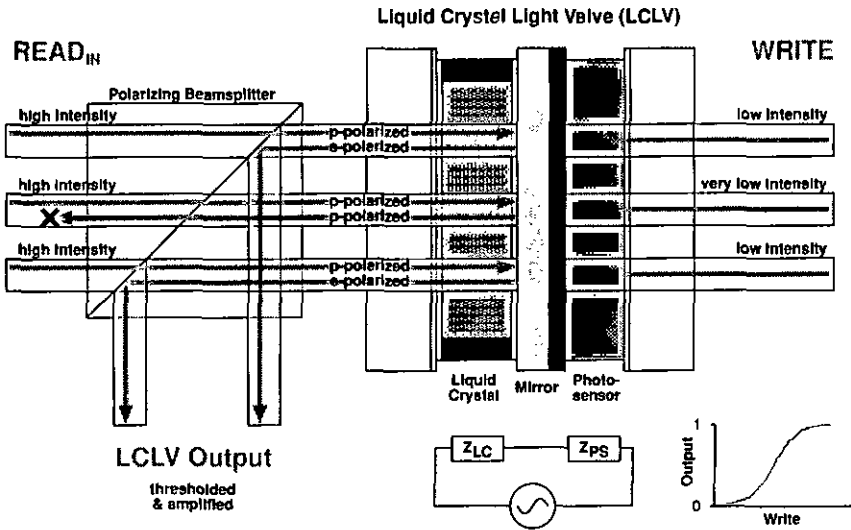 Liquid Crystal Light Valve (LCLV)
READIN
WRITE
Polarizing Beamsplitter
high intensity
p-polarized
s-polarized
low intensity
high intensity
p-polarized
p-polarized
very low intensity
high intensity
p-polarized
s-polarized
low intensity
Liquid
Crystal
Mirror
Photo-
sensor
LCLV Output
thresholded
& amplified
ZLC
ZPS
1
Output
0
Write